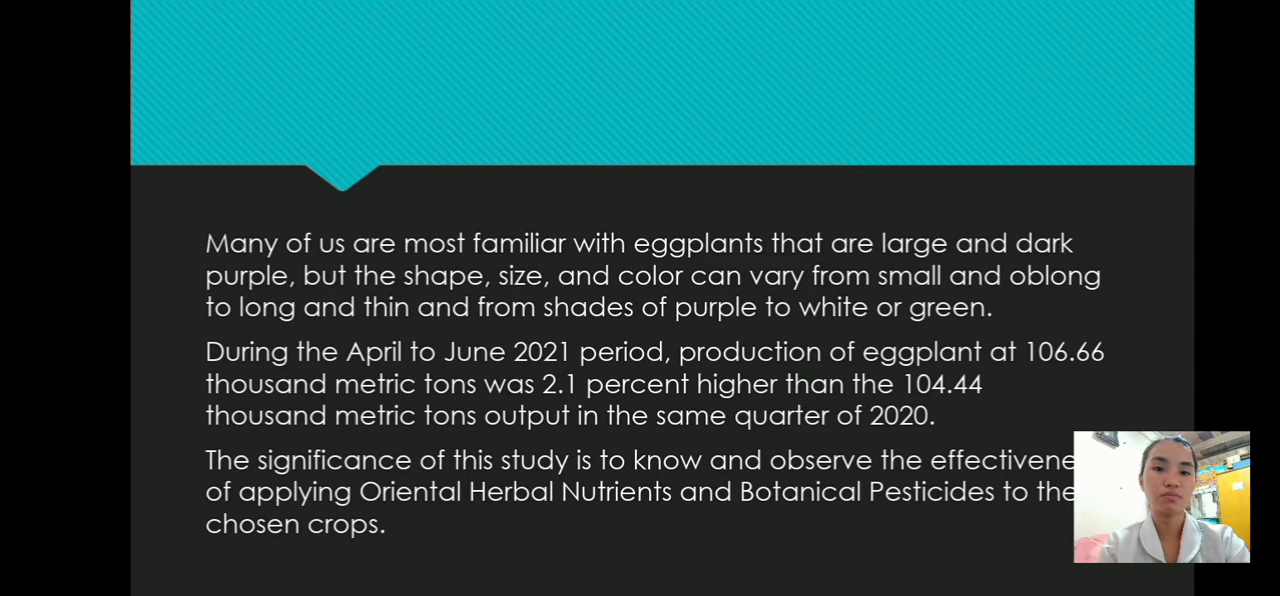 Many of us are most familiar with eggplants that are large and dark
purple, but the shape, size, and color can vary from small and oblong
to long and thin and from shades of purple to white or green.
During the April to June 2021 period, production of eggplant at 106.66
thousand metric tons was 2.1 percent higher than the 104.44
thousand metric tons output in the same quarter of 2020.
The significance of this study is to know and observe the
of applying Oriental Herbal Nutrients and Botanical Pesticides to the
chosen crops.